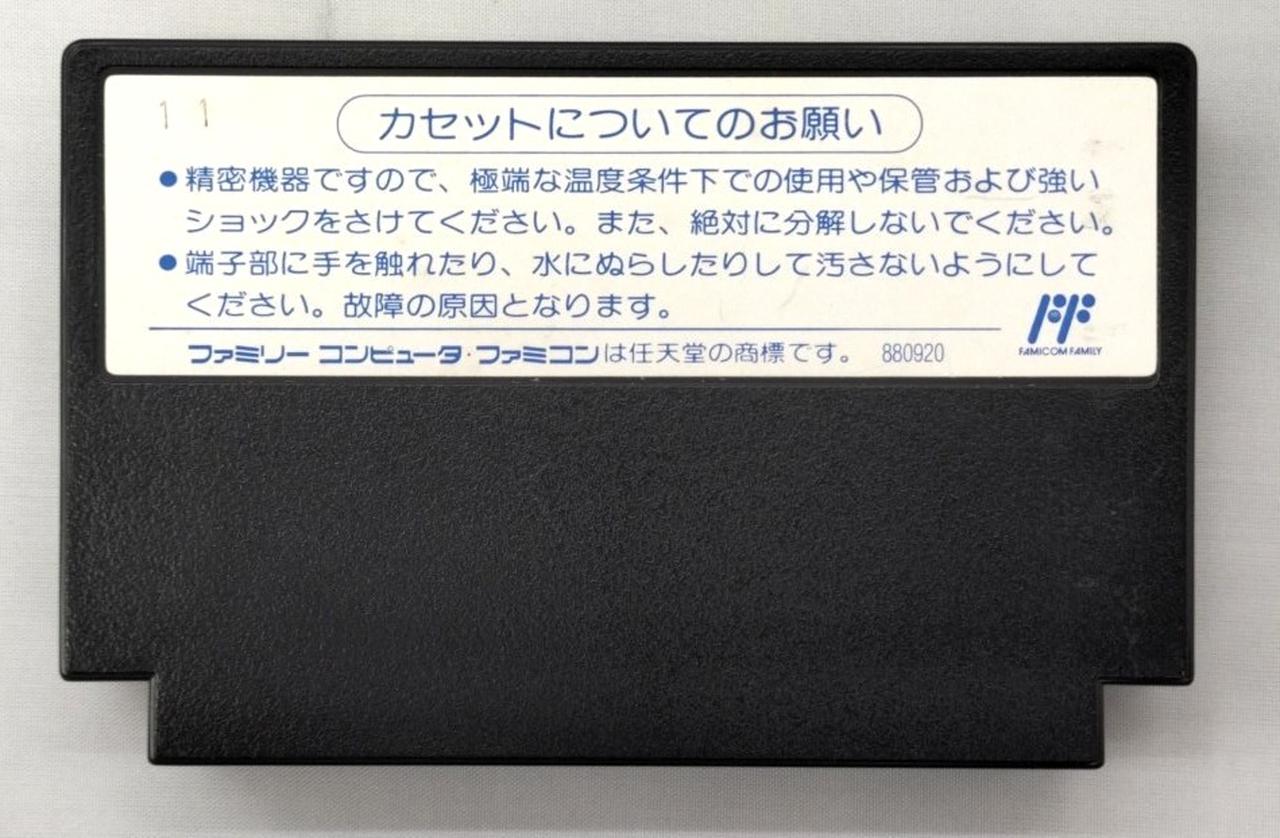 11
カセットについてのお願い
●精密機器ですので、極端な温度条件下での使用や保管および強い
ショックをさけてください。また、絶対に分解しないでください。
●端子部に手を触れたり、水にぬらしたりして汚さないようにして
ください。故障の原因となります。
FAMICOM FAMILY
ファミリー コンピュータ・ファミコンは任天堂の商標です。 880920